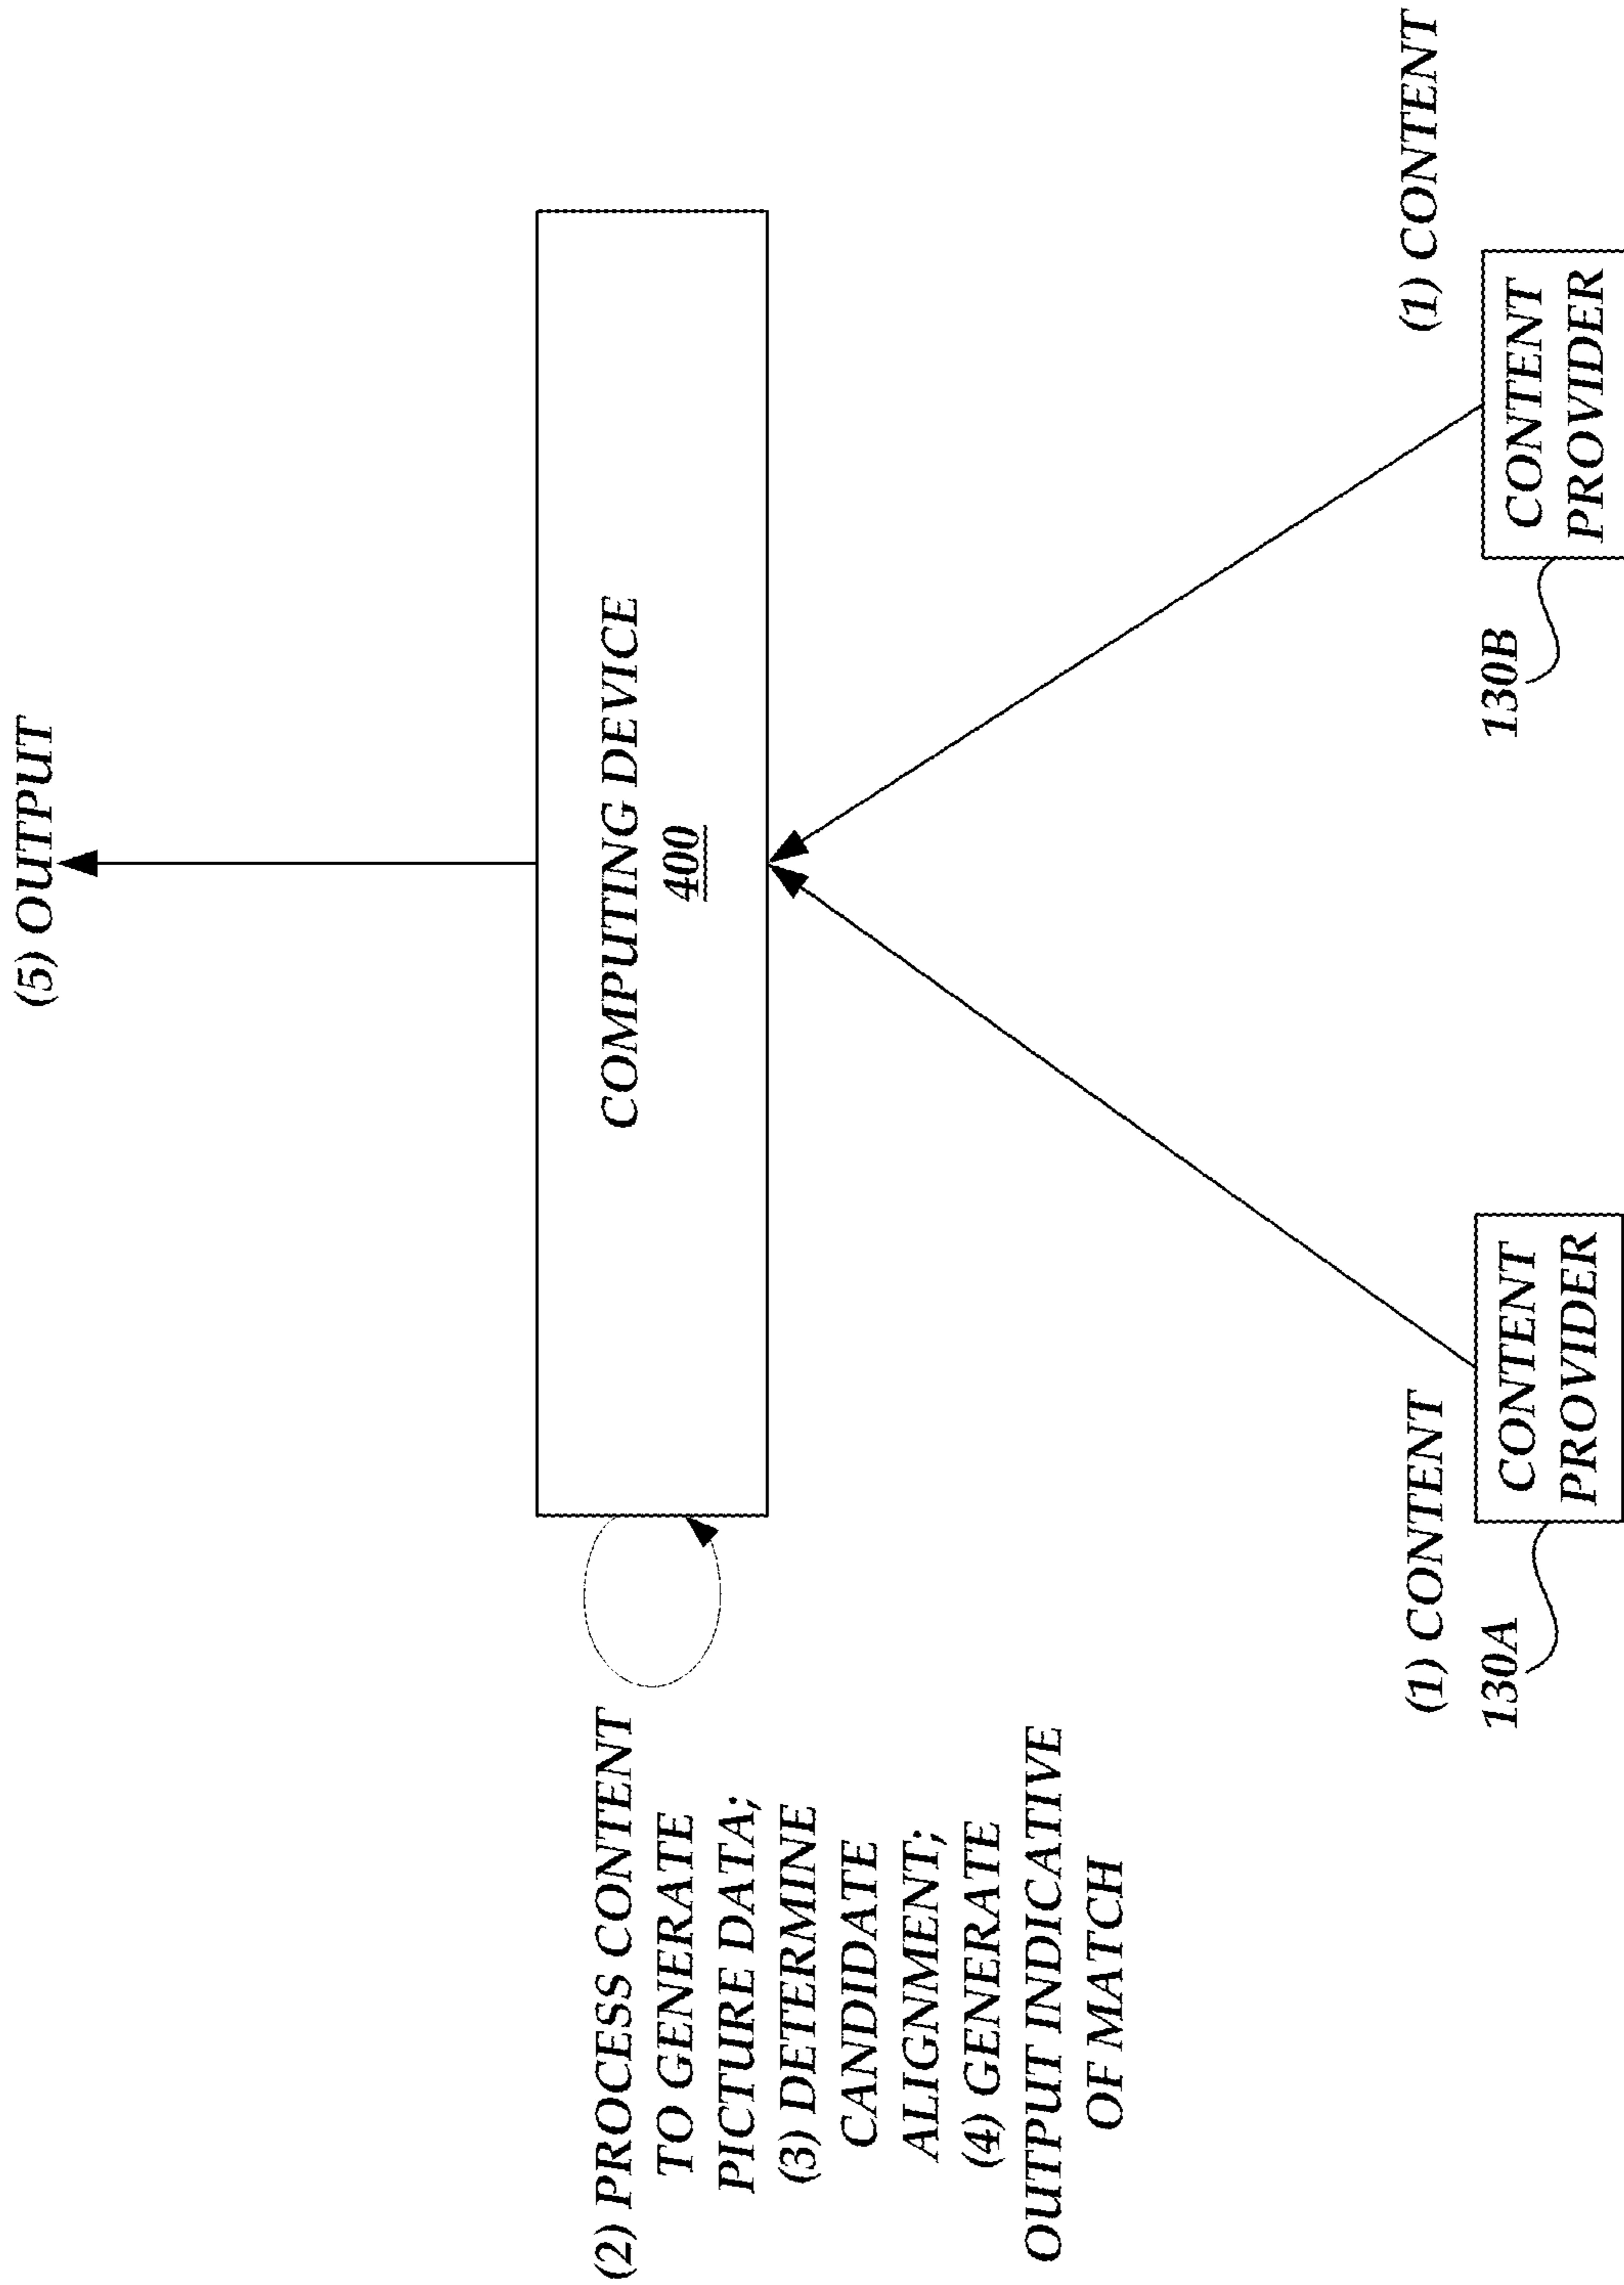 (5) OUTPUT
COMPUTING DEVICE
400
(2) PROCESS CONTENT
TO GENERATE
PICTURE DATA;
(3) DETERMINE
CANDIDATE
ALIGNMENT;
(4) GENERATE
OUTPUT INDICATIVE
OF MATCH
(1) CONTENT
130A
CONTENT
PROVIDER
(1) CONTENT
130B
CONTENT
PROVIDER